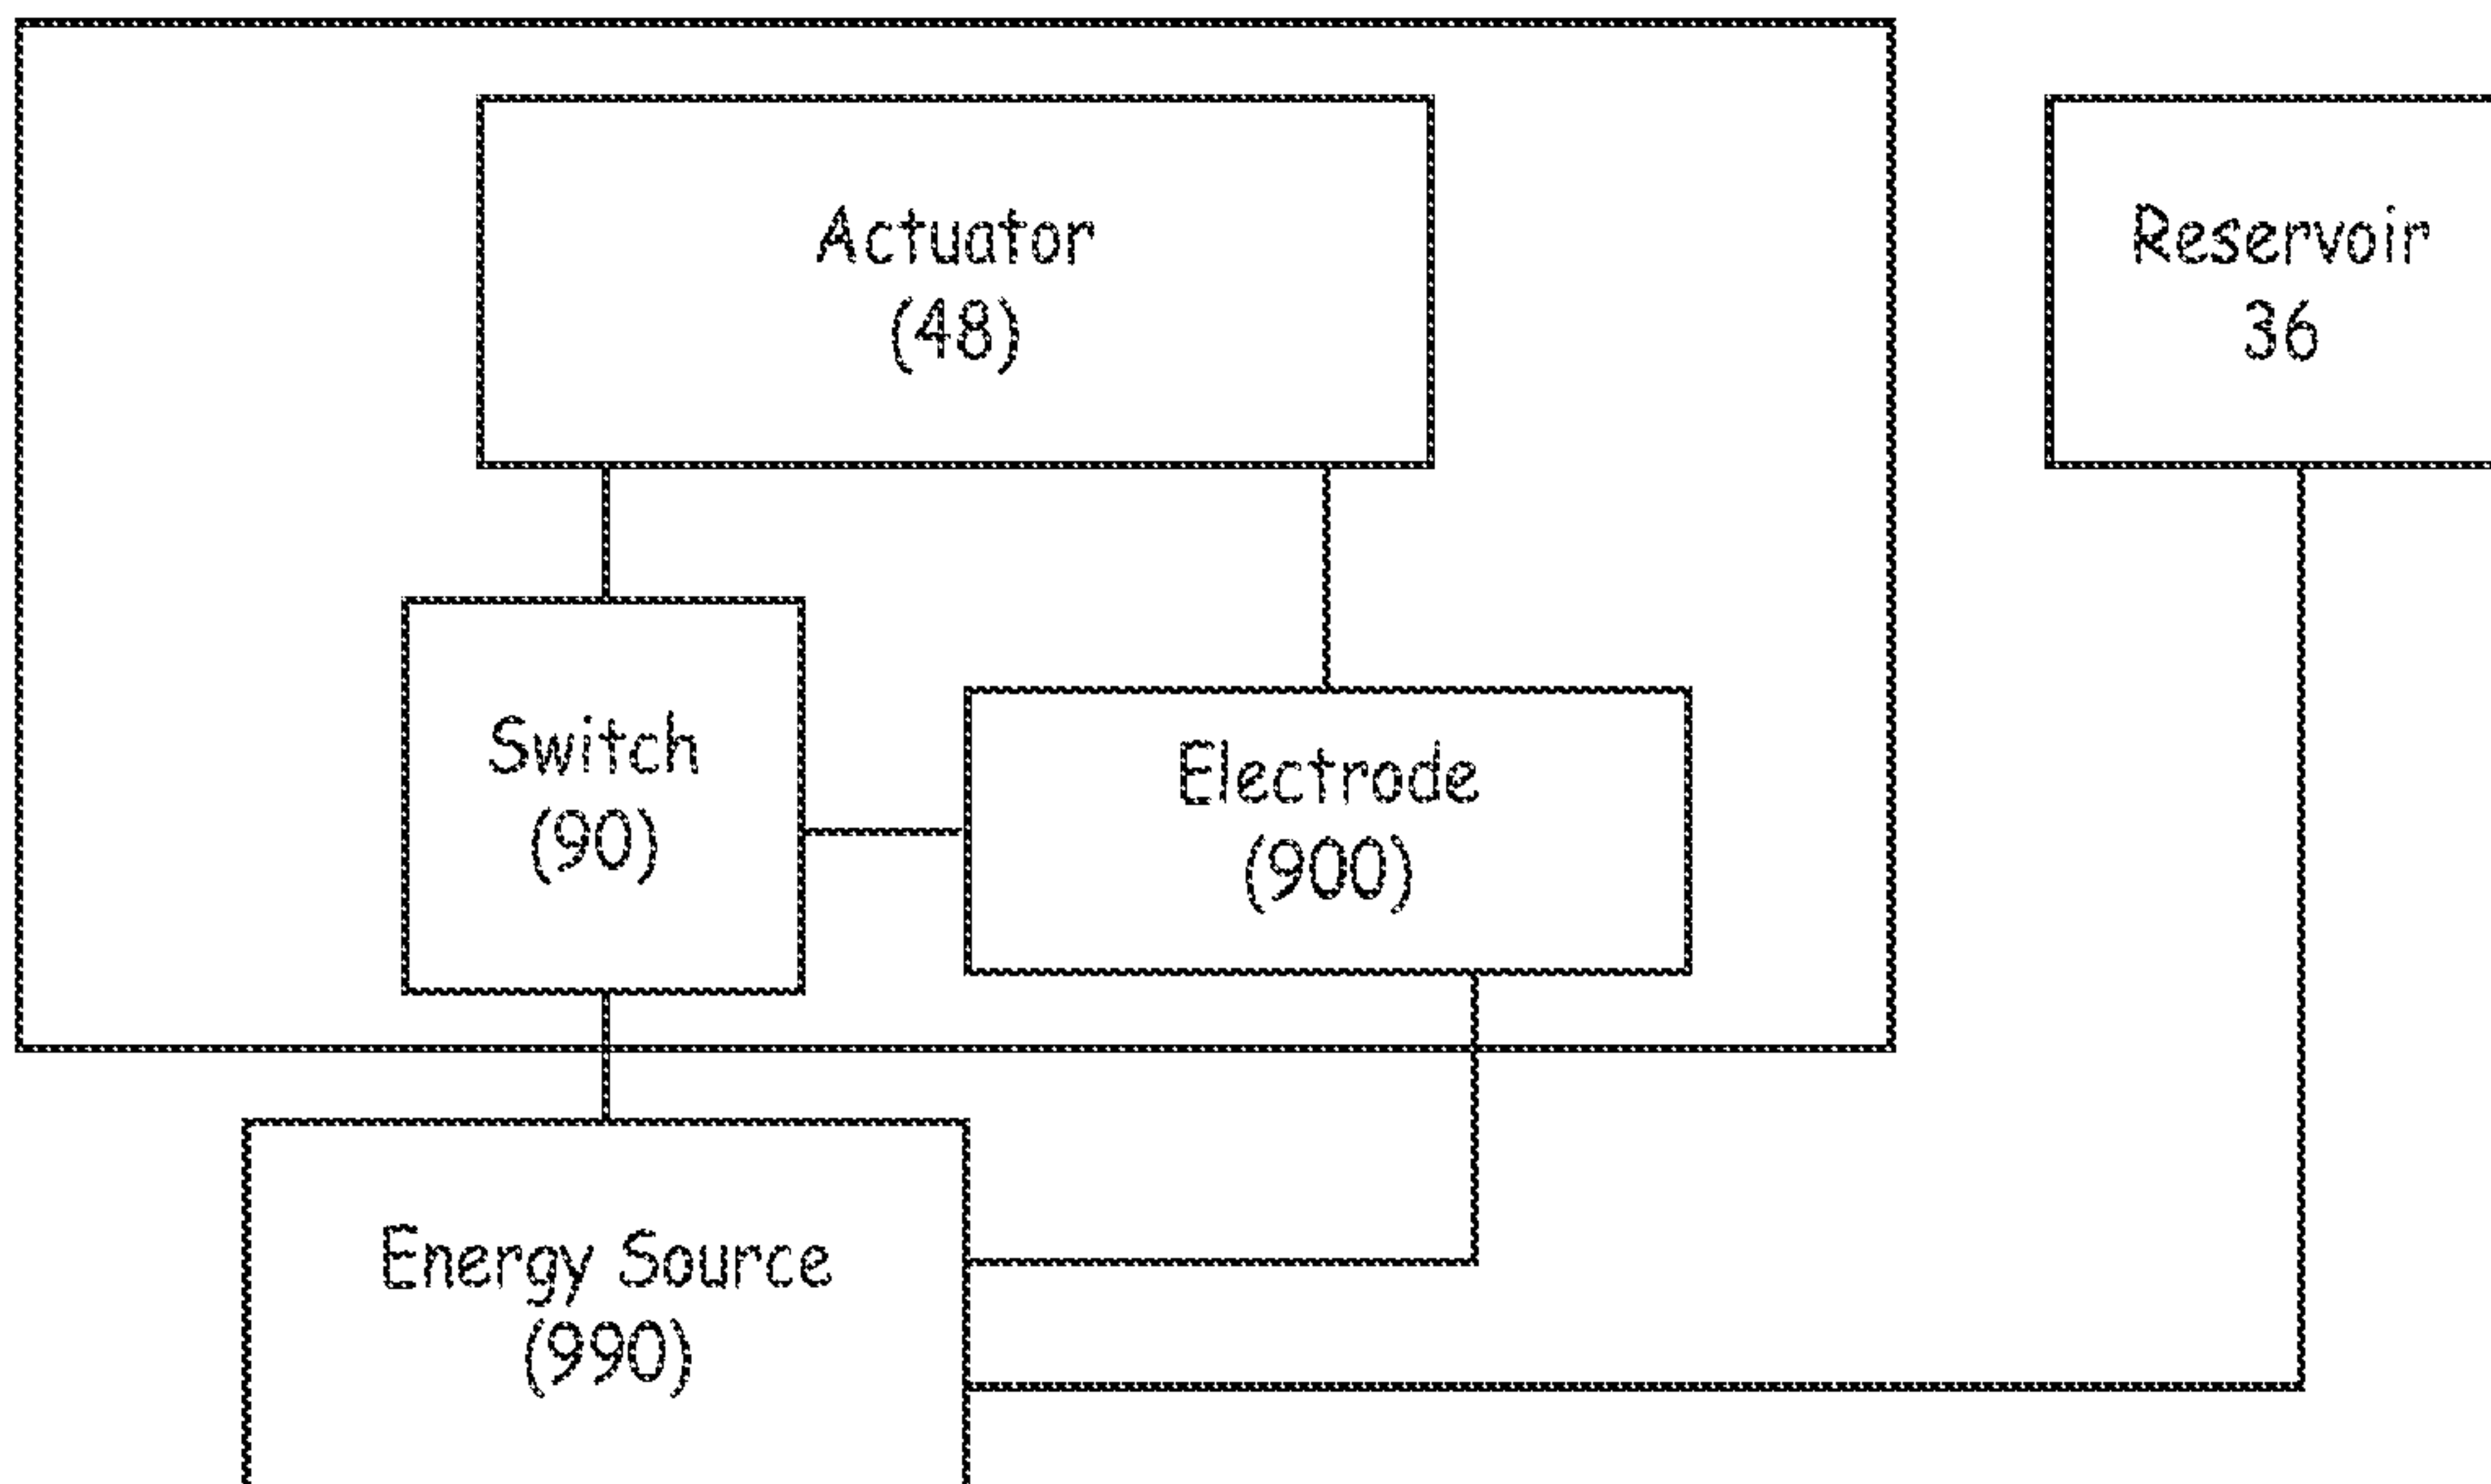 Actuator
(48)
Reservoir
36
Switch
(90)
Electrode
(900)
Energy Source
(990)